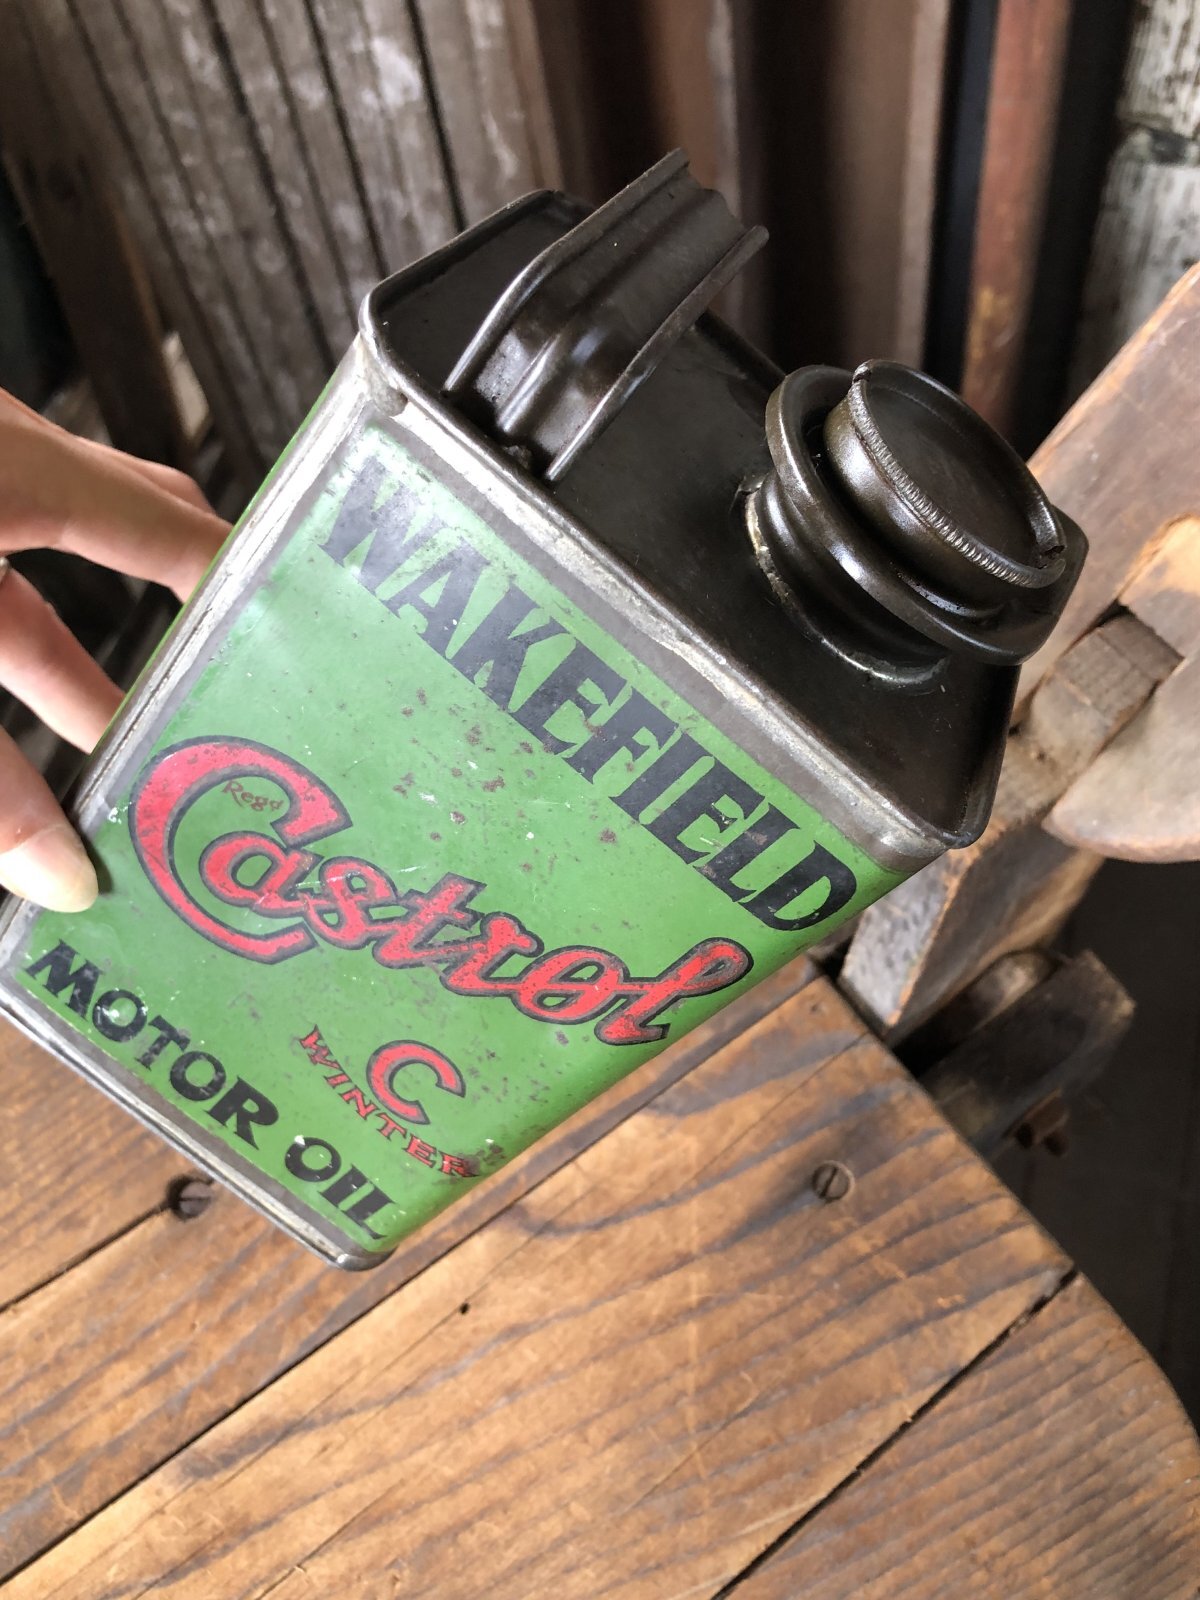 WAKEFIELD
Regd
Castrol
C
WINTER
MOTOR OIL